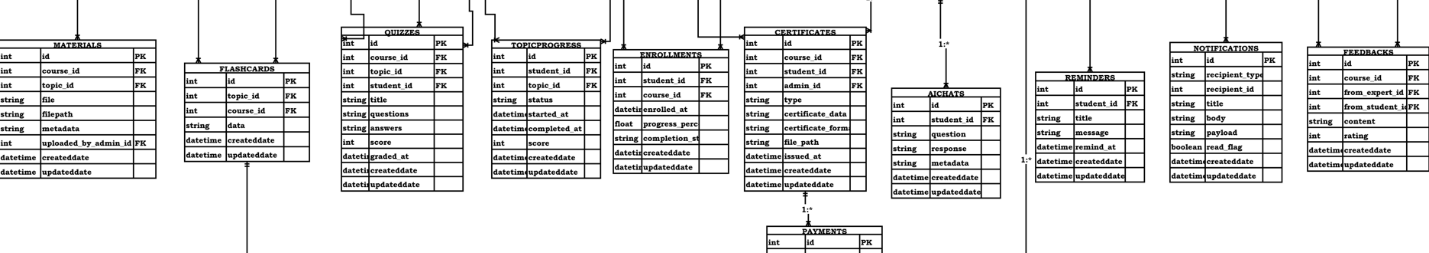 MATERIALS
int id PK
int course_id FK
int topic_id FK
string file
string filepath
string metadata
int uploaded_by_admin_id FK
datetime createddate
datetime updateddate
FLASHCARDS
int id PK
int topic_id FK
int course_id FK
string data
datetime createddate
datetime updateddate
QUIZZES
int id PK
int course_id FK
int topic_id FK
int student_id FK
string title
string questions
string answers
int score
datetin graded_at
datetin createddate
datetin updateddate
TOPICPROGRESS
int id PK
int student_id FK
int topic_id FK
string status
datetime started_at
datetime completed_at
int score
datetime createddate
datetime updateddate
ENROLLMENTS
int id PK
int student_id FK
int course_id FK
datetin enrolled_at
float progress_perc
string completion_st
datetin createddate
datetin updateddate
CERTIFICATES
int id PK
int course_id FK
int student_id FK
int admin_id FK
string type
string certificate_data
string certificate_forma
string file_path
datetime issued_at
datetime createddate
datetime updateddate
1:*
PAYMENTS
int id PK
1:*
AICHATS
int id PK
int student_id FK
string question
string response
string metadata
datetime createddate
datetime updateddate
1:*
REMINDERS
int id PK
int student_id FK
string title
string message
datetime remind_at
datetime createddate
datetime updateddate
NOTIFICATIONS
int id PK
string recipient_type
int recipient_id
string title
string body
string payload
boolean read_flag
datetime createddate
datetime updateddate
FEEDBACKS
int id PK
int course_id FK
int from_expert_id FK
int from_student_id FK
string content
int rating
datetime createddate
datetime updateddate